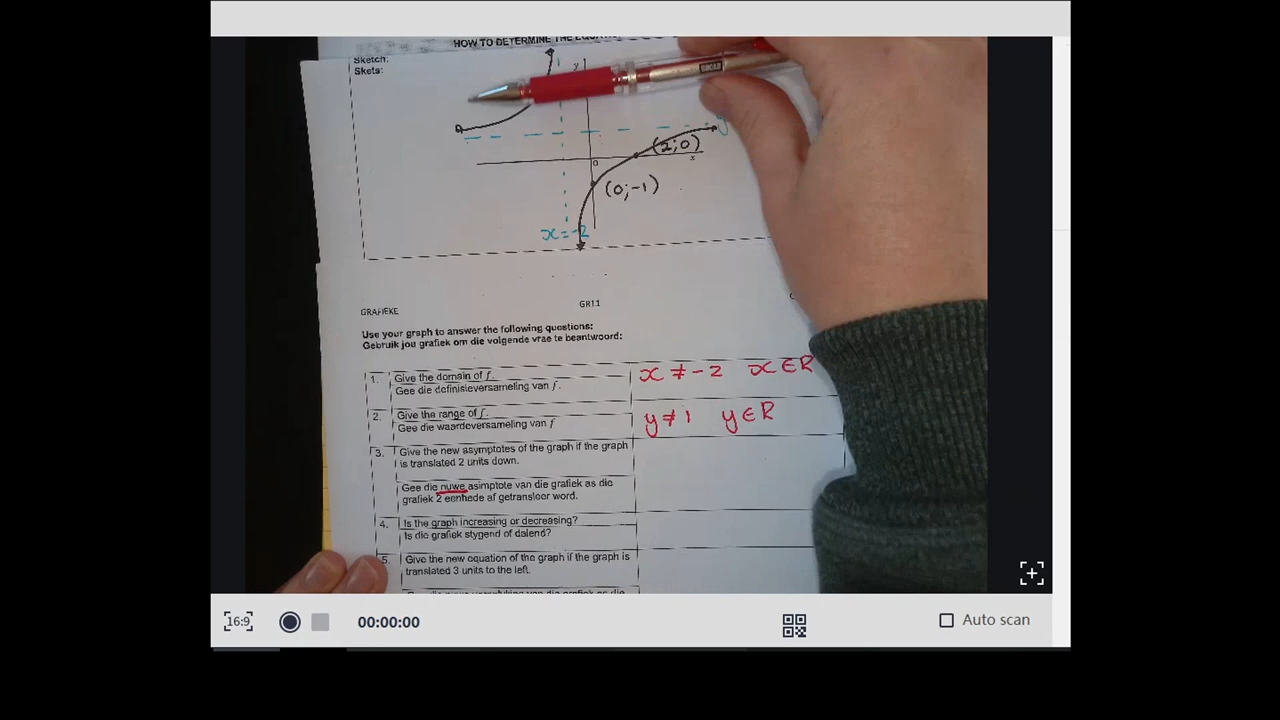 HOW TO DETERMINE THE
Sketch:
Skets:
y
(2;0)
x
0
(0;-1)
x=-2
GRAFIEKE GR11
Use your graph to answer the following questions:
Gebruik jou grafiek om die volgende vrae te beantwoord:
1. Give the domain of f.
Gee die definisieversameling van f.
x ≠ -2 x ∈ R
2. Give the range of f.
Gee die waardeversameling van f
y ≠ 1 y ∈ R
3. Give the new asymptotes of the graph if the graph
is translated 2 units down.
Gee die nuwe asimptote van die grafiek as die
grafiek 2 eenhede af getransleer word.
4. Is the graph increasing or decreasing?
Is die grafiek stygend of dalend?
5. Give the new equation of the graph if the graph is
translated 3 units to the left.
16:9
00:00:00
Auto scan